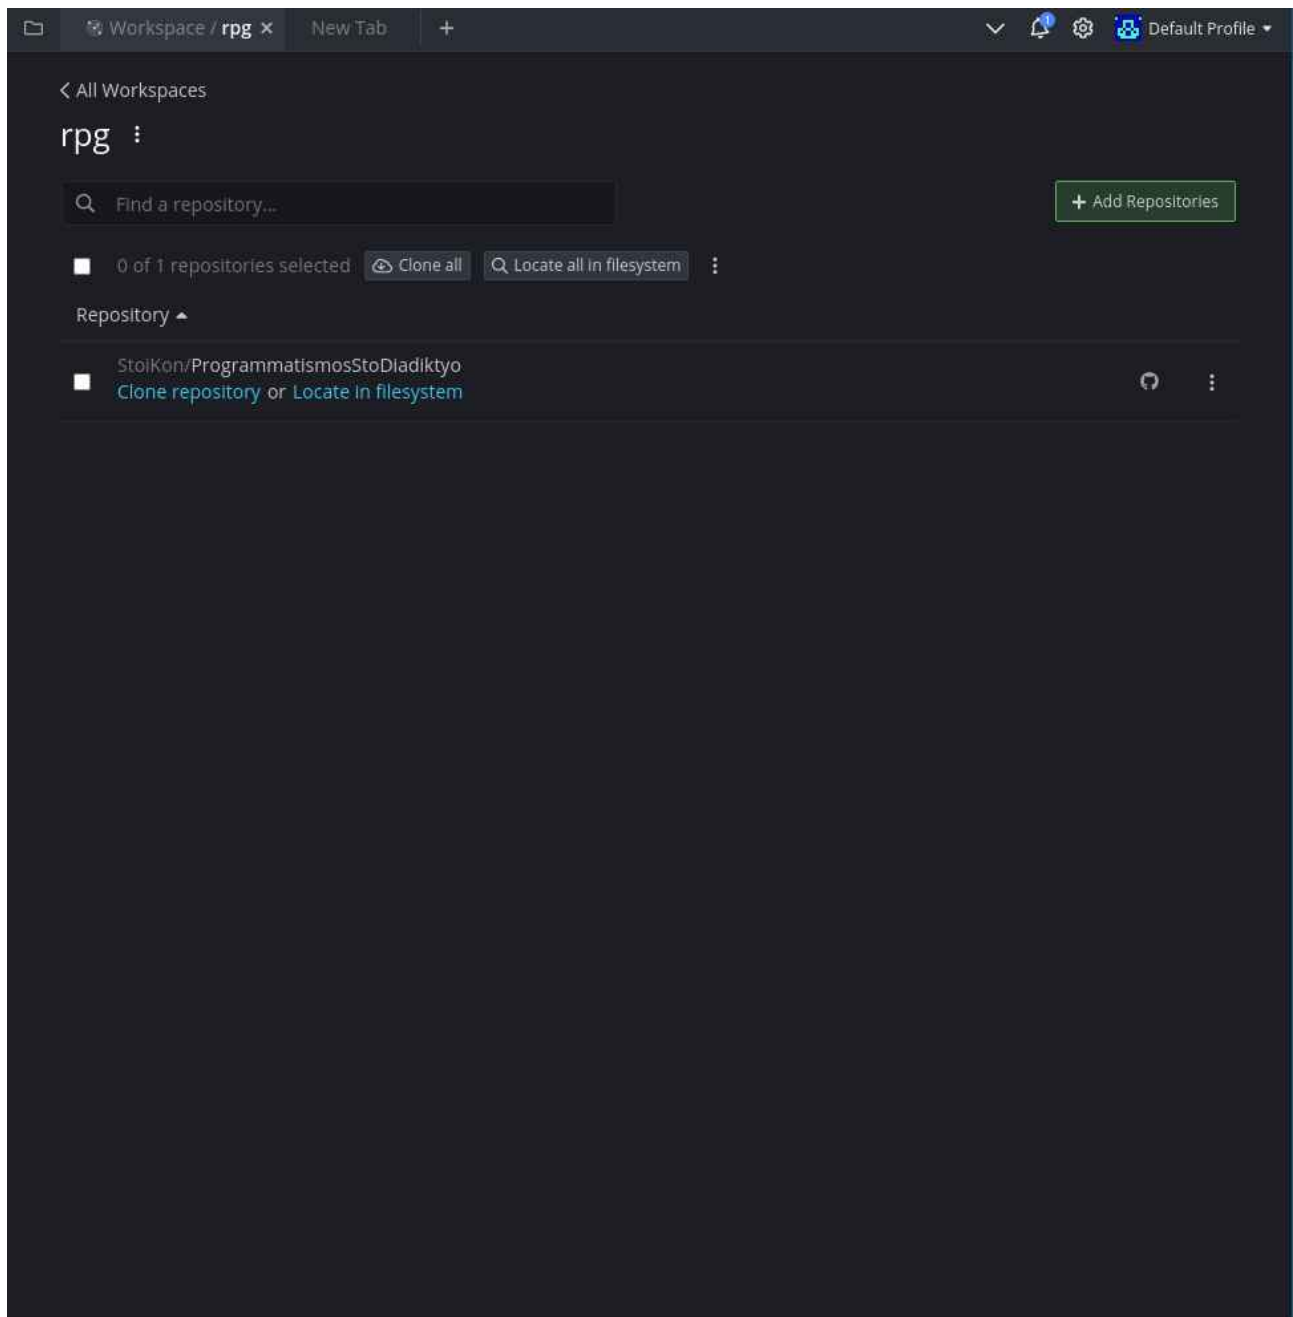 Workspace / rpg
New Tab
1
Default Profile
All Workspaces
rpg
Find a repository...
Add Repositories
0 of 1 repositories selected
Clone all
Locate all in filesystem
Repository
StoiKon/ProgrammatismosStoDiadiktyo
Clone repository or Locate in filesystem